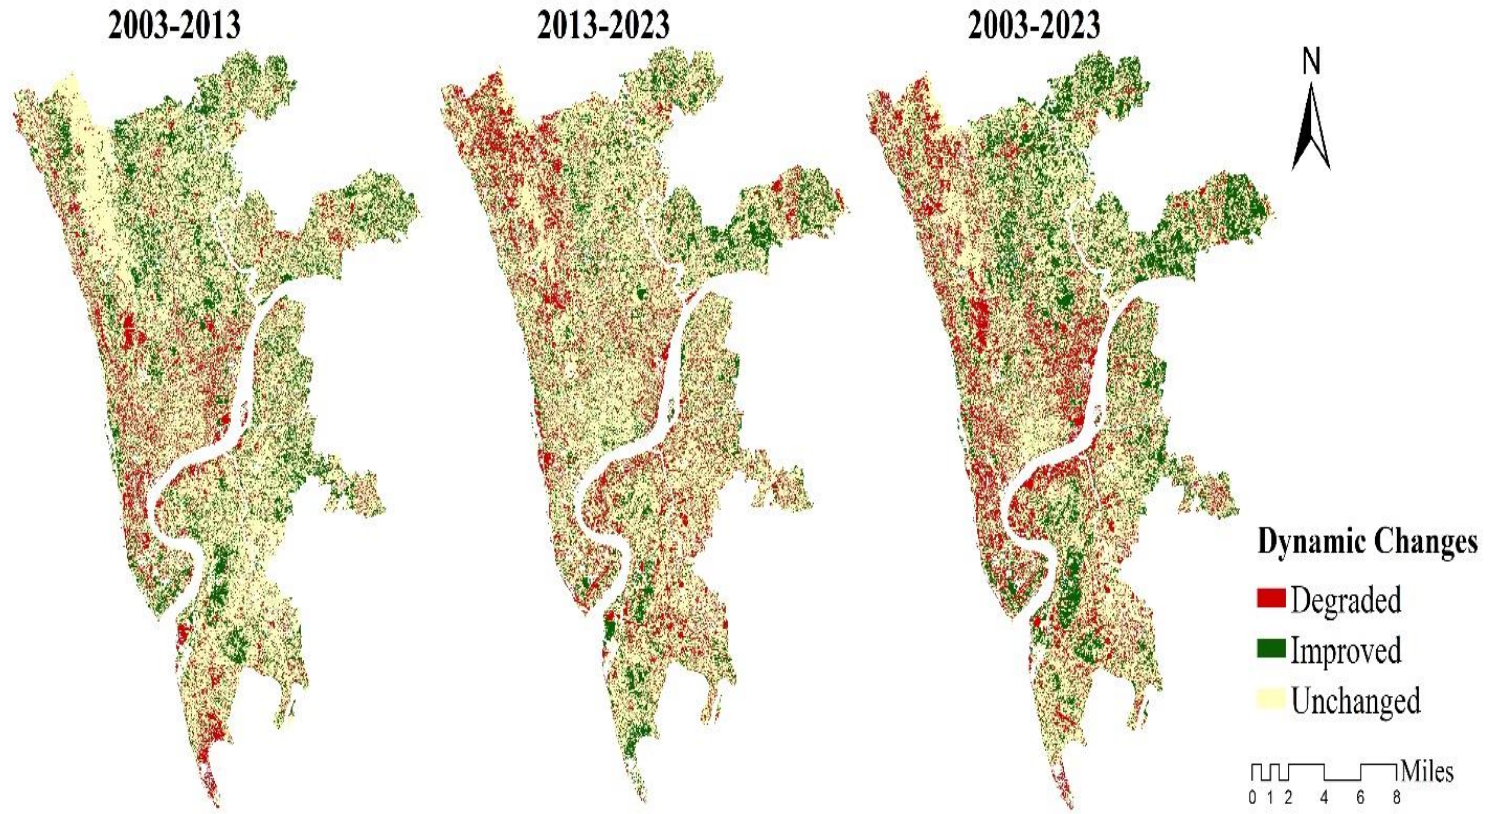 2003-2013
2013-2023
2003-2023
N
Dynamic Changes
Degraded
Improved
Unchanged
Miles
0 1 2 4 6 8